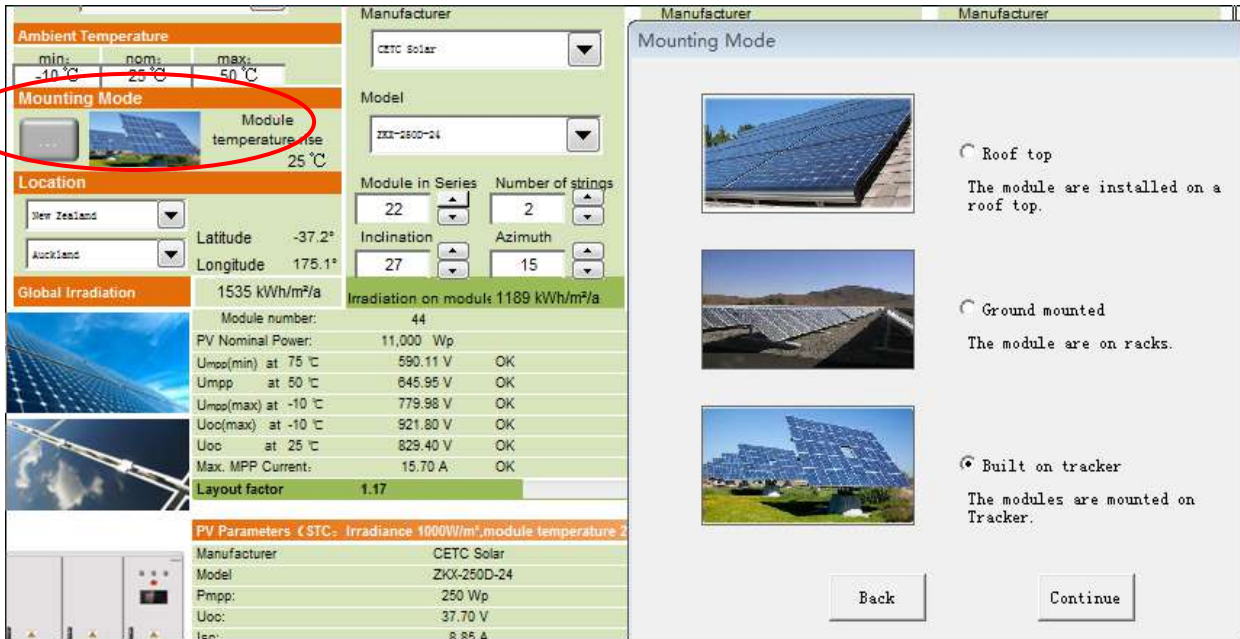 Manufacturer
Manufacturer
Manufacturer
Ambient Temperature
min: nom: max:
-10 ℃ 25 ℃ 50 ℃
CETC Solar
Mounting Mode
...
Module
temperature rise
25 ℃
Model
ZKX-250D-24
Location
New Zealand
Auckland
Latitude -37.2°
Longitude 175.1°
Module in Series Number of strings
22 2
Inclination Azimuth
27 15
Global Irradiation 1535 kWh/m²/a Irradiation on module 1189 kWh/m²/a
Module number: 44
PV Nominal Power: 11,000 Wp
Umpp(min) at 75 ℃ 590.11 V OK
Umpp at 50 ℃ 645.95 V OK
Umpp(max) at -10 ℃ 779.98 V OK
Uoc(max) at -10 ℃ 921.80 V OK
Uoc at 25 ℃ 829.40 V OK
Max. MPP Current: 15.70 A OK
Layout factor 1.17
PV Parameters (STC: Irradiance 1000W/m²,module temperature 2
Manufacturer CETC Solar
Model ZKX-250D-24
Pmpp: 250 Wp
Uoc: 37.70 V
Isc: 8.85 A
Mounting Mode
Roof top
The module are installed on a
roof top.
Ground mounted
The module are on racks.
Built on tracker
The modules are mounted on
Tracker.
Back Continue